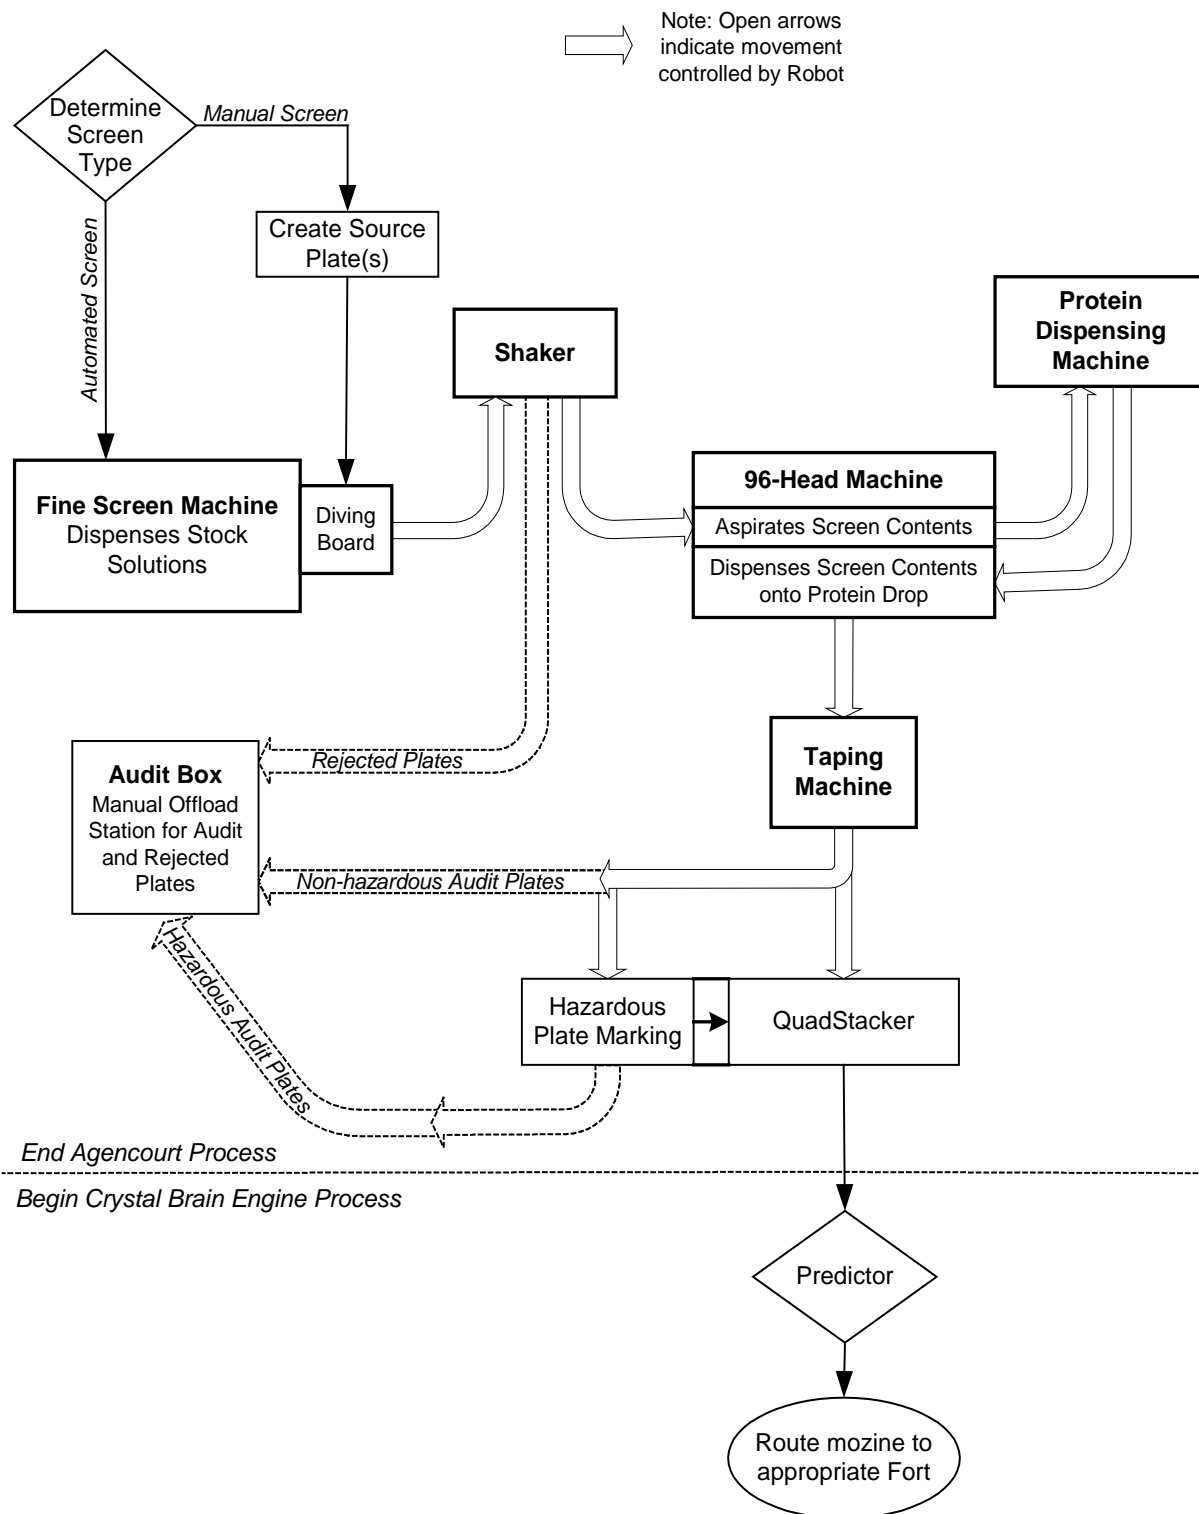 Note: Open arrows
indicate movement
controlled by Robot
Determine
Screen
Type
Manual Screen
Automated Screen
Create Source
Plate(s)
Shaker
Protein
Dispensing
Machine
Fine Screen Machine
Dispenses Stock
Solutions
Diving
Board
96-Head Machine
Aspirates Screen Contents
Dispenses Screen Contents
onto Protein Drop
Rejected Plates
Taping
Machine
Audit Box
Manual Offload
Station for Audit
and Rejected
Plates
Non-hazardous Audit Plates
Hazardous Audit Plates
Hazardous
Plate Marking
QuadStacker
End Agencourt Process
Begin Crystal Brain Engine Process
Predictor
Route mozine to
appropriate Fort